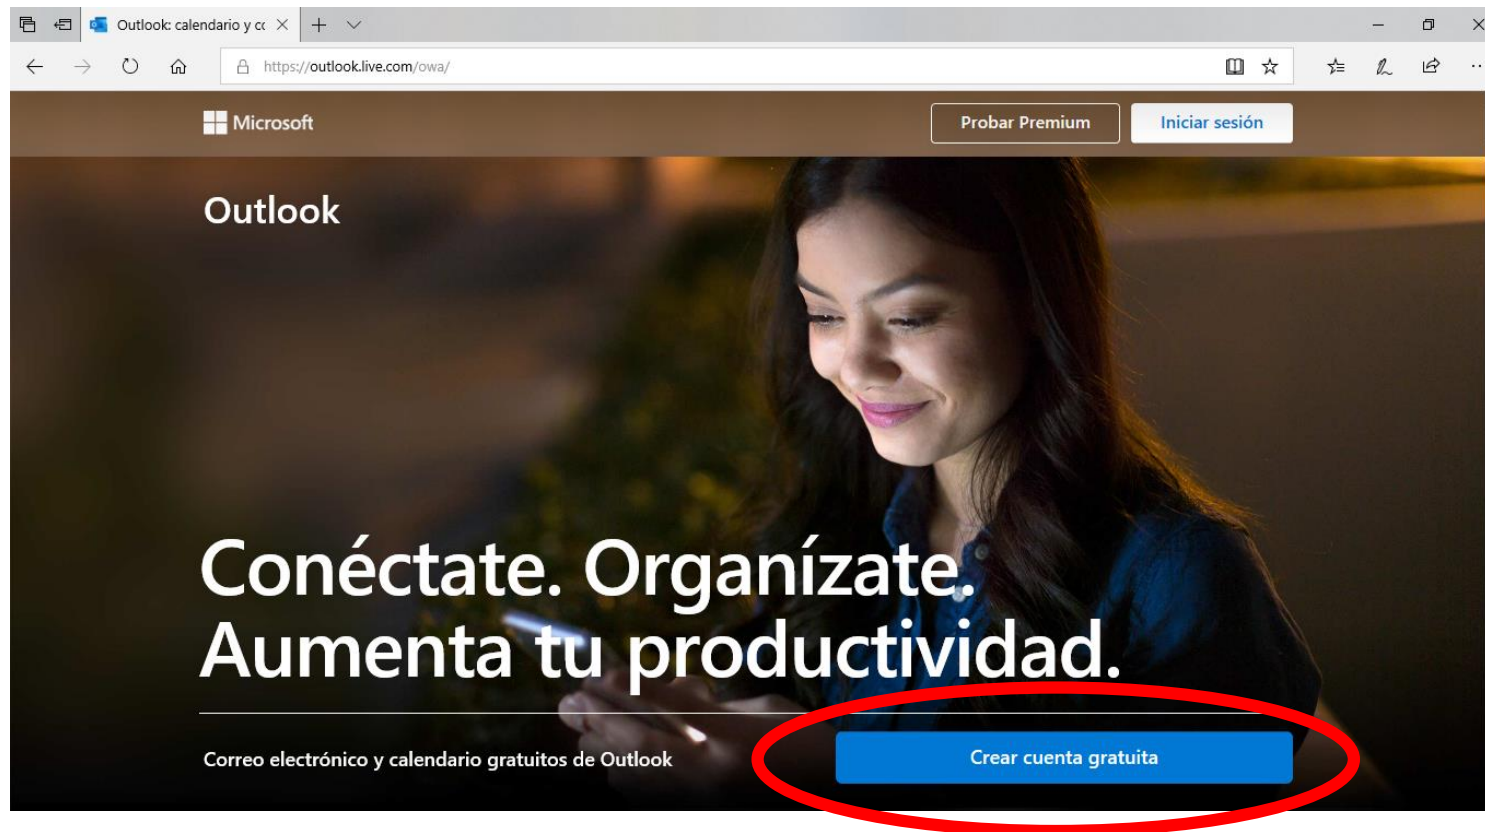 Outlook: calendario y cc
https://outlook.live.com/owa/
Microsoft
Probar Premium
Iniciar sesión
Outlook
Conéctate. Organízate.
Aumenta tu productividad.
Correo electrónico y calendario gratuitos de Outlook
Crear cuenta gratuita